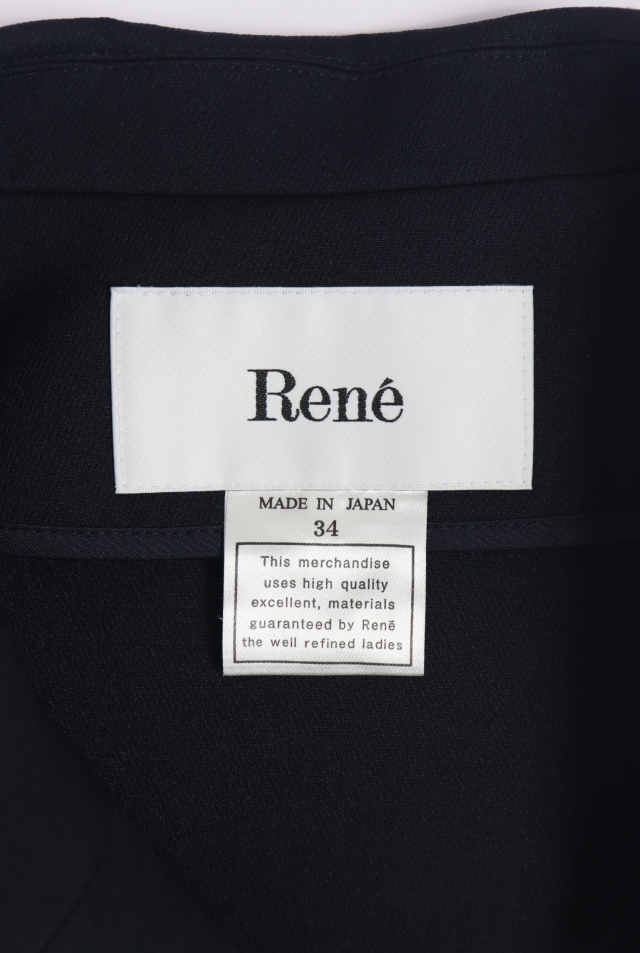 René
MADE IN JAPAN
34
This merchandise
uses high quality
excellent, materials
guaranteed by Renē
the well refined ladies